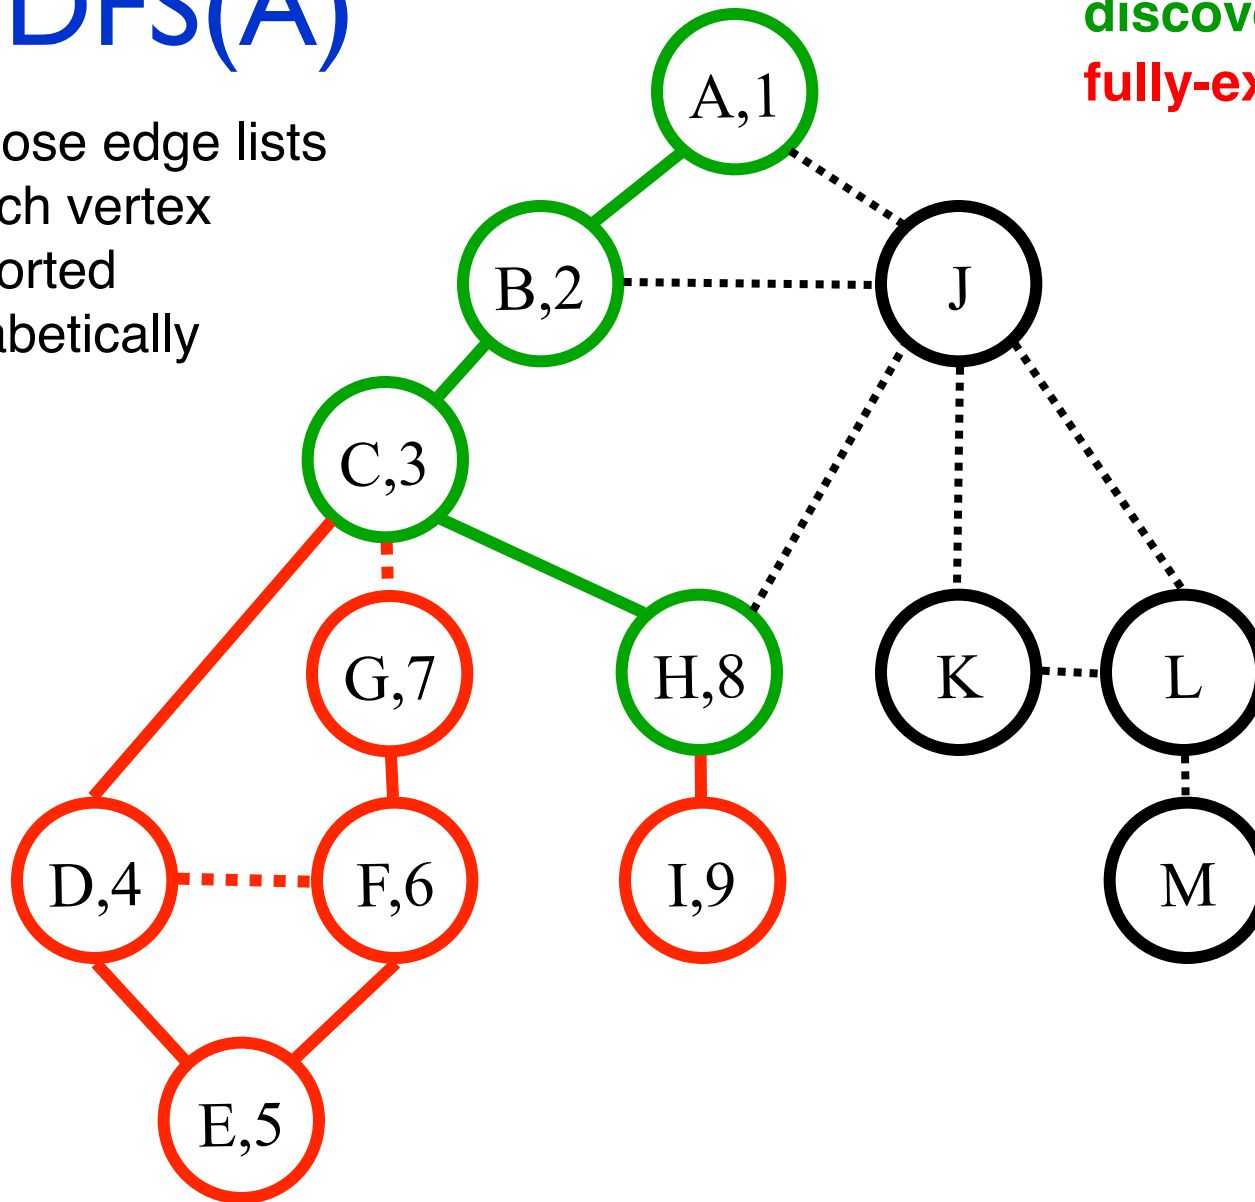 DFS(A)
discove
fully-ex
ose edge lists
ch vertex
orted
abetically
A,1
B,2
J
C,3
G,7
H,8
K
L
D,4
F,6
I,9
M
E,5